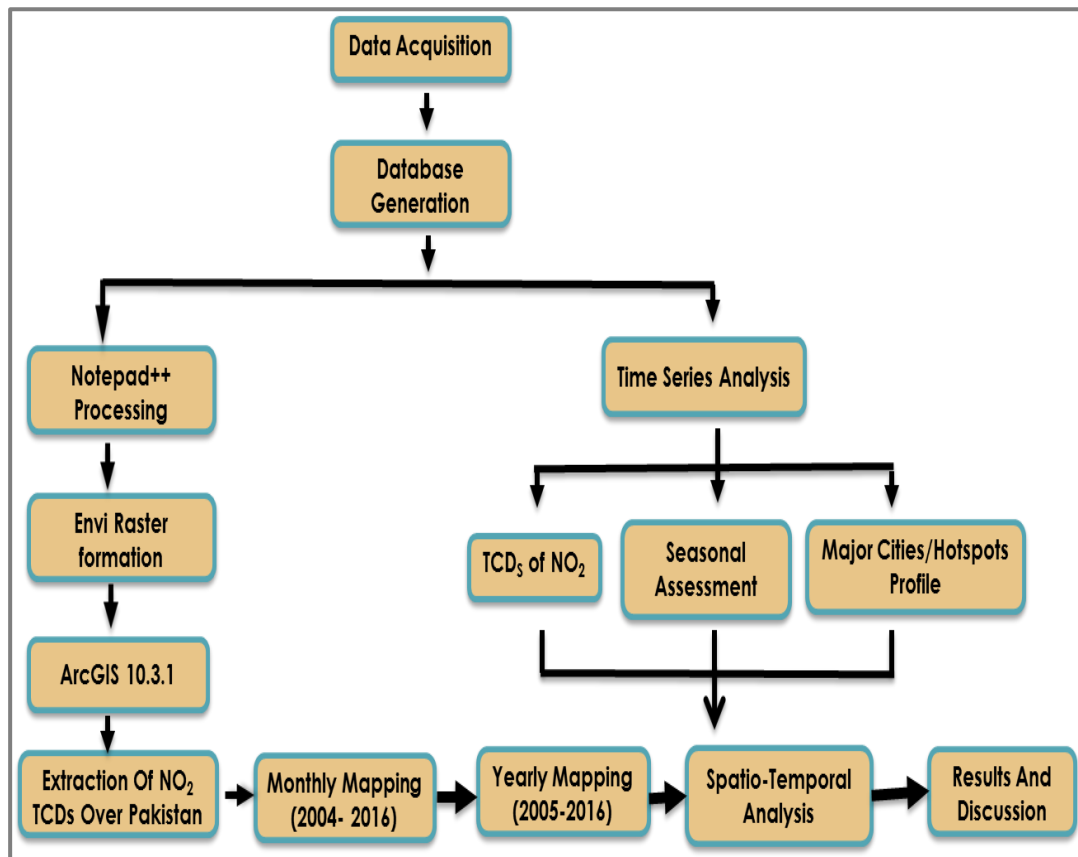 Data Acquisition
Database
Generation
Notepad++
Processing
Time Series Analysis
Envi Raster
formation
TCDS of NO2
Seasonal
Assessment
Major Cities/Hotspots
Profile
ArcGIS 10.3.1
Extraction Of NO2
TCDs Over Pakistan
Monthly Mapping
(2004- 2016)
Yearly Mapping
(2005-2016)
Spatio-Temporal
Analysis
Results And
Discussion